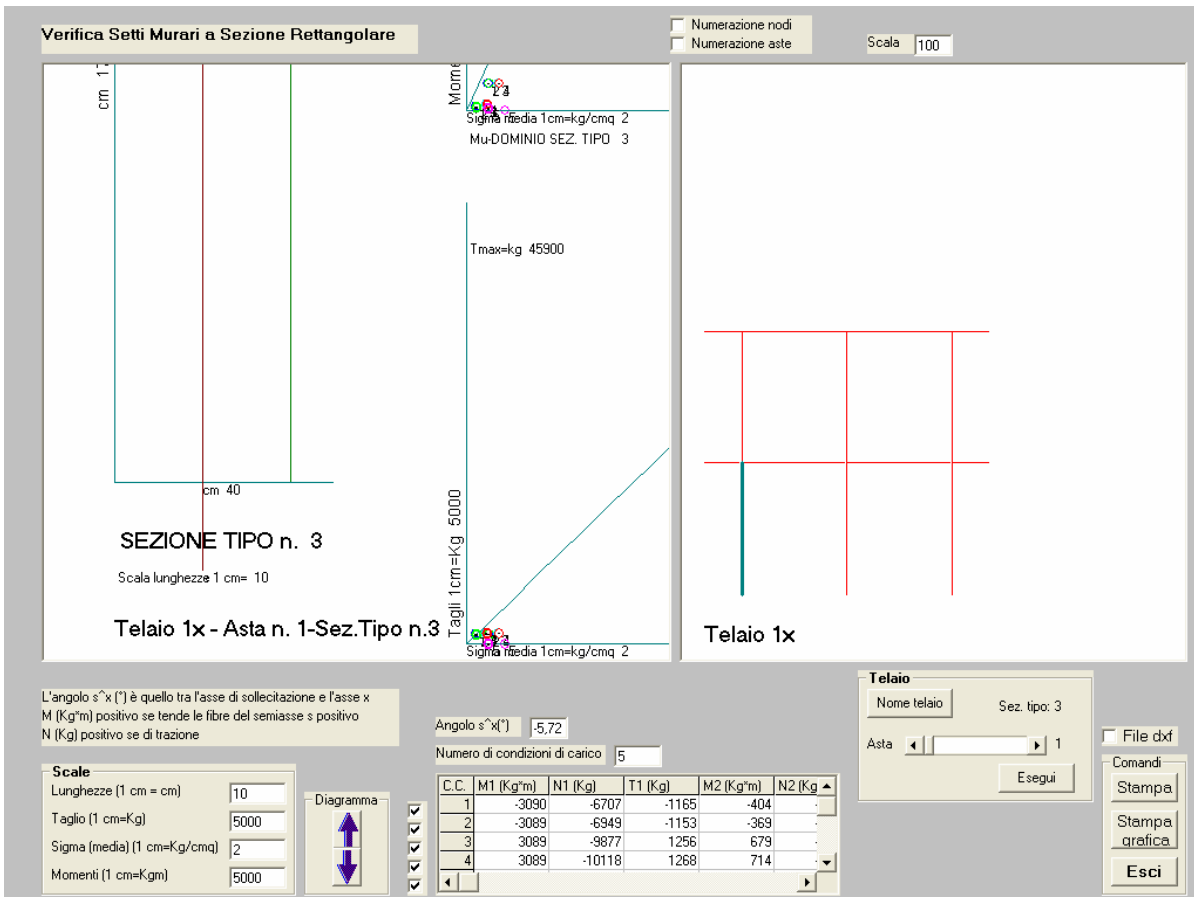 Verifica Setti Murari a Sezione Rettangolare
Numerazione nodi
Numerazione aste
Scala 100
cm 17
Mome
Sigma media 1cm=kg/cmq 2
Mu-DOMINIO SEZ. TIPO 3
Tmax=kg 45900
cm 40
SEZIONE TIPO n. 3
Scala lunghezze 1 cm= 10
Telaio 1x - Asta n. 1-Sez.Tipo n.3
Tagli 1cm=Kg 5000
Sigma media 1cm=kg/cmq 2
Telaio 1x
L'angolo s^x (°) è quello tra l'asse di sollecitazione e l'asse x
M (Kg*m) positivo se tende le fibre del semiasse s positivo
N (Kg) positivo se di trazione
Scale
Lunghezze (1 cm = cm) 10
Taglio (1 cm=Kg) 5000
Sigma (media) (1 cm=Kg/cmq) 2
Momenti (1 cm=Kgm) 5000
Diagramma
Angolo s^x(°) -5,72
Numero di condizioni di carico 5
C.C. M1 (Kg*m) N1 (Kg) T1 (Kg) M2 (Kg*m) N2 (Kg
1 -3090 -6707 -1165 -404 -
2 -3089 -6949 -1153 -369 -
3 3089 -9877 1256 679 -
4 3089 -10118 1268 714 -
Telaio
Nome telaio Sez. tipo: 3
Asta 1
Esegui
File dxf
Comandi
Stampa
Stampa grafica
Esci